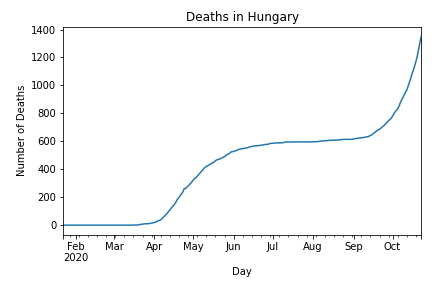 Deaths in Hungary
1400
1200
1000
800
600
400
200
0
Number of Deaths
Feb Mar Apr May Jun Jul Aug Sep Oct
2020
Day